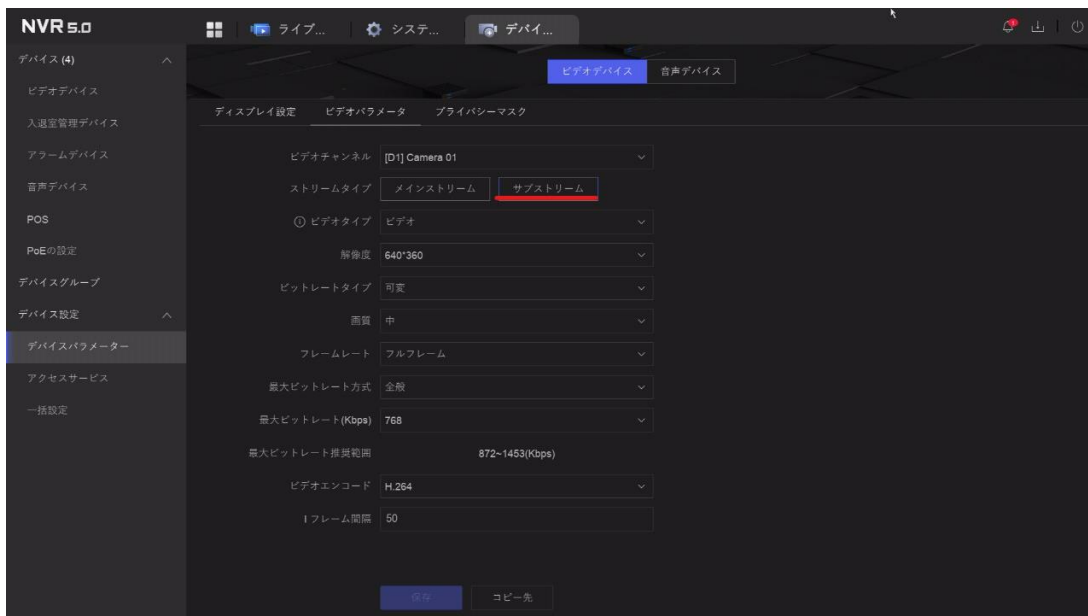 NVR 5.0
ライブ...
システ...
デバイ...
デバイス (4)
ビデオデバイス
入退室管理デバイス
アラームデバイス
音声デバイス
POS
PoEの設定
デバイスグループ
デバイス設定
デバイスパラメーター
アクセスサービス
一括設定
ビデオデバイス 音声デバイス
ディスプレイ設定 ビデオパラメータ プライバシーマスク
ビデオチャンネル [D1] Camera 01
ストリームタイプ メインストリーム サブストリーム
ビデオタイプ ビデオ
解像度 640*360
ビットレートタイプ 可変
画質 中
フレームレート フルフレーム
最大ビットレート方式 全般
最大ビットレート(Kbps) 768
最大ビットレート推奨範囲 872~1453(Kbps)
ビデオエンコード H.264
Iフレーム間隔 50
保存 コピー先